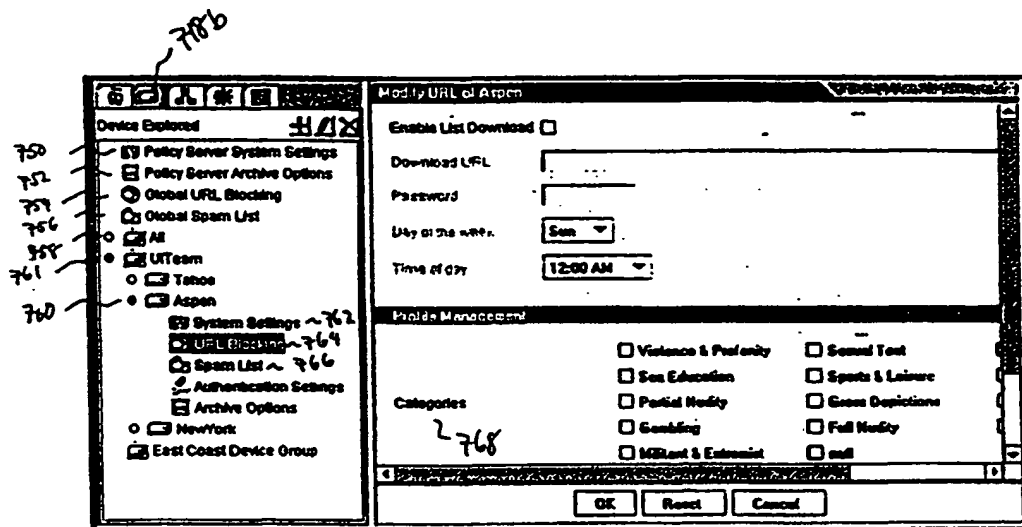 718b
Modify URL of Aspen
Device Explored
Enable List Download
750 Policy Server System Settings
752 Policy Server Archive Options
754 Global URL Blocking
756 Global Spam List
958 All
761 UITeam
Tahoe
760 Aspen
System Settings ~762
URL Blocking ~764
Spam List ~ 766
Authentication Settings
Archive Options
NewYork
East Coast Device Group
Download URL
Password
Day of the week
Sun
Time of day
12:00 AM
Profile Management
Categories
768
Violence & Profanity
Sexual Text
Sex Education
Sports & Leisure
Partial Nudity
Gross Depictions
Gambling
Full Nudity
Militant & Extremist
null
OK Reset Cancel